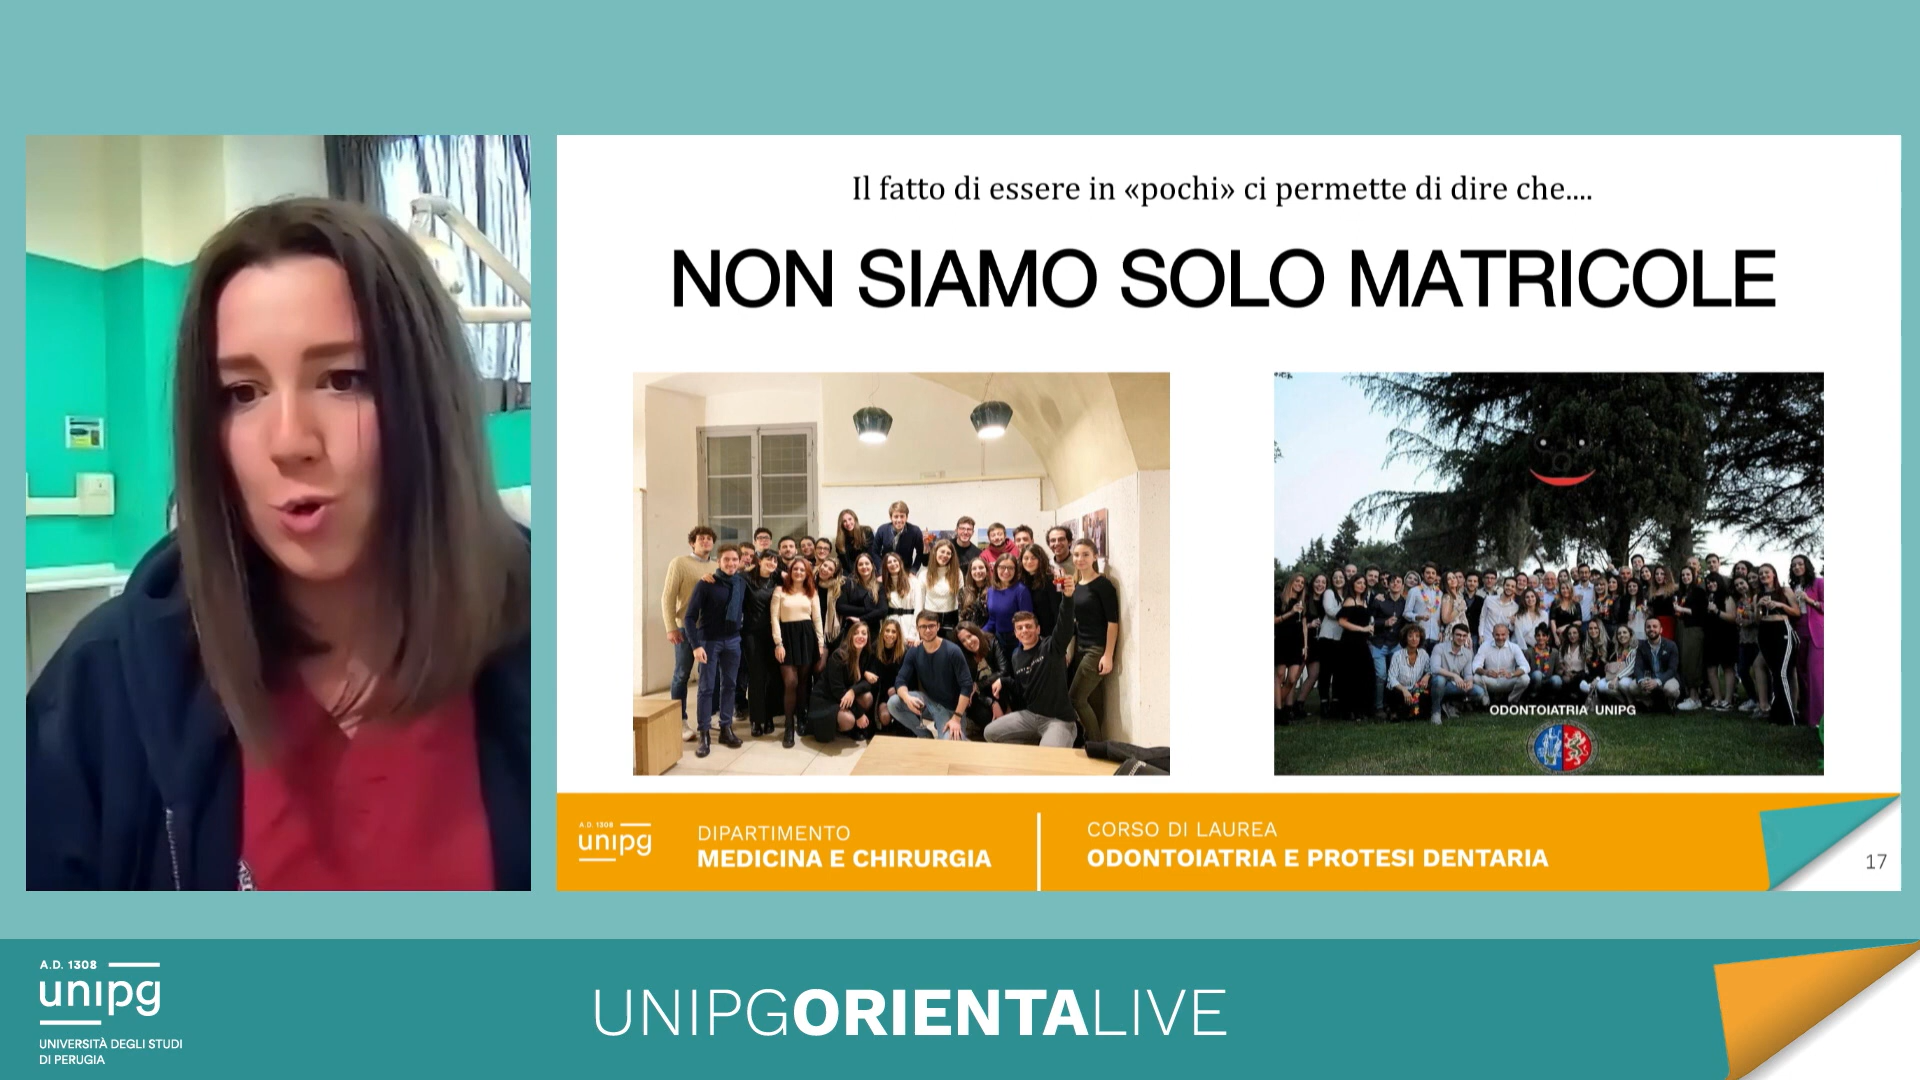 Il fatto di essere in «pochi» ci permette di dire che....
NON SIAMO SOLO MATRICOLE
ODONTOIATRIA UNIPG
A.D. 1308
unipg
DIPARTIMENTO
MEDICINA E CHIRURGIA
CORSO DI LAUREA
ODONTOIATRIA E PROTESI DENTARIA
17
A.D. 1308
unipg
UNIVERSITÀ DEGLI STUDI
DI PERUGIA
UNIPGORIENTALIVE